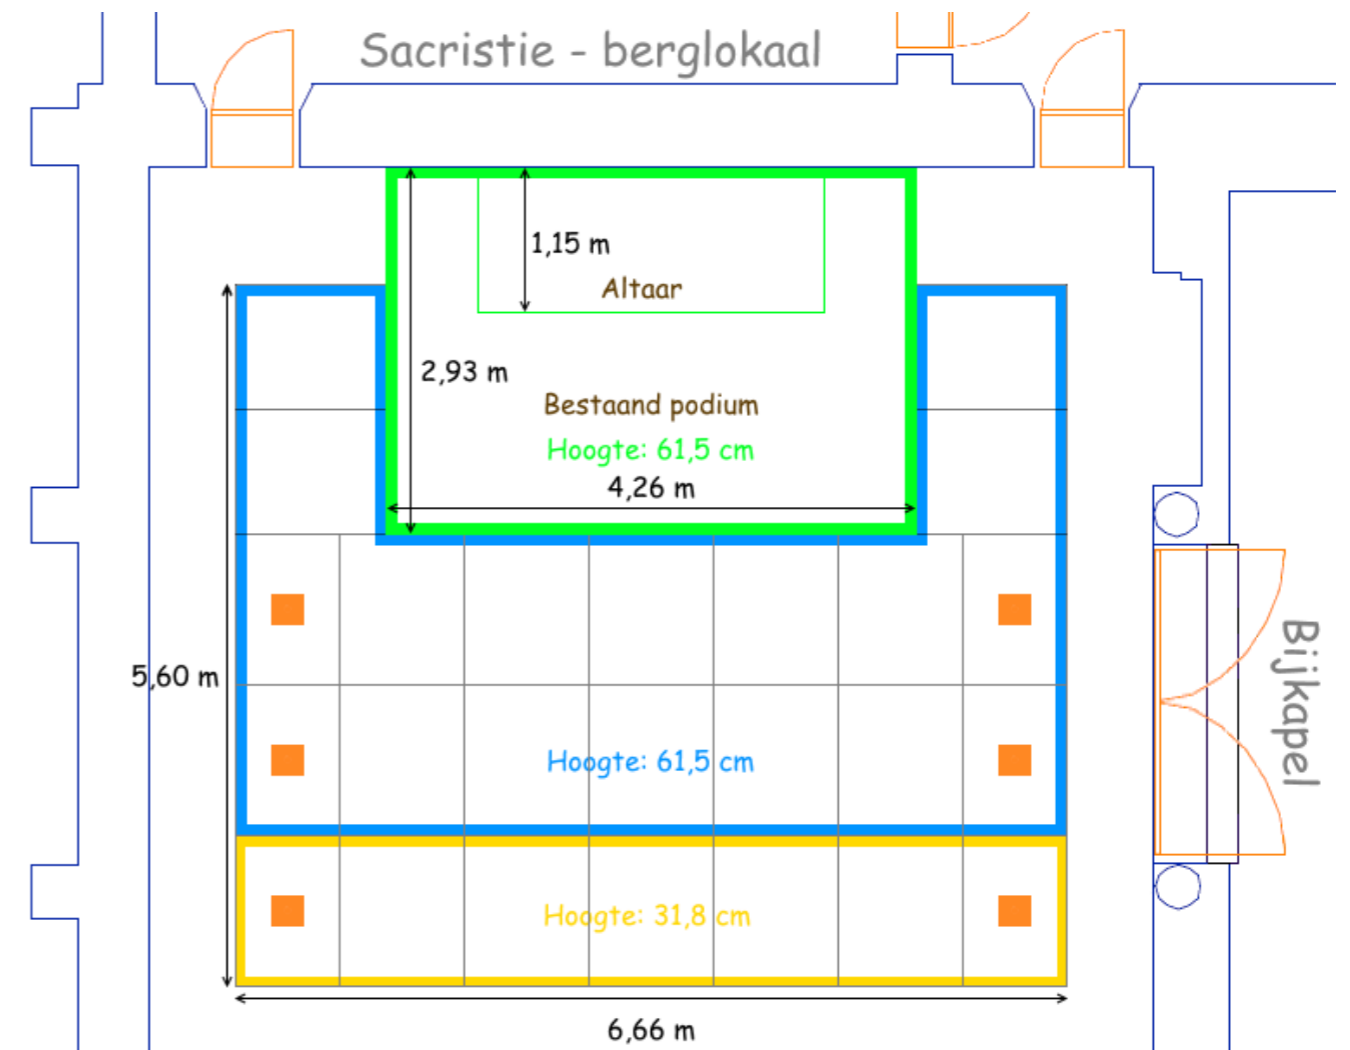 Sacristie - berglokaal
1,15 m
Altaar
2,93 m
Bestaand podium
Hoogte: 61,5 cm
4,26 m
5,60 m
Bijkapel
Hoogte: 61,5 cm
Hoogte: 31,8 cm
6,66 m